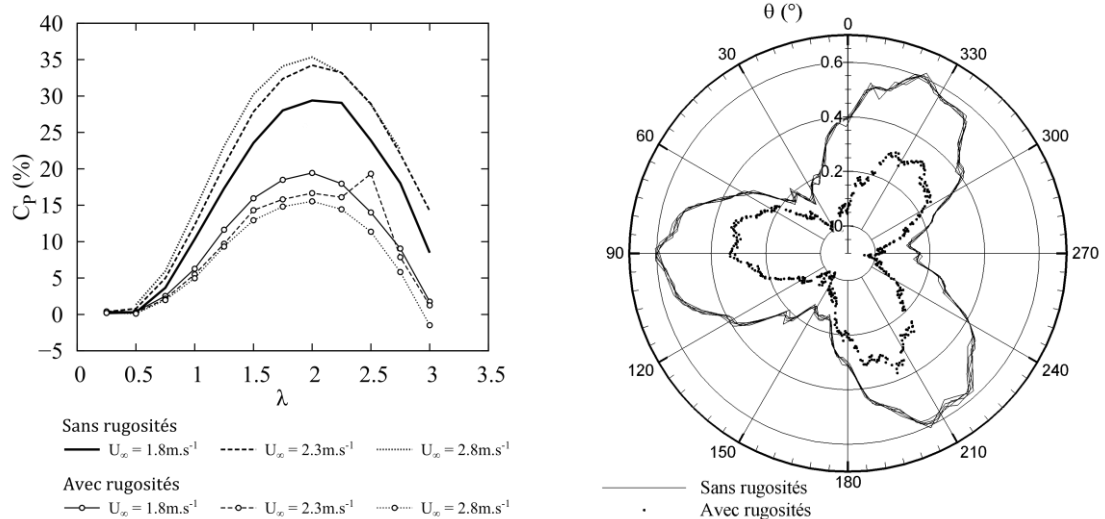 40
35
30
25
20
15
10
5
0
−5
C_P (%)
0 0.5 1 1.5 2 2.5 3 3.5
λ
Sans rugosités
U∞ = 1.8m.s⁻¹ U∞ = 2.3m.s⁻¹ U∞ = 2.8m.s⁻¹
Avec rugosités
U∞ = 1.8m.s⁻¹ U∞ = 2.3m.s⁻¹ U∞ = 2.8m.s⁻¹
θ (°)
0
30
330
0.6
60
0.4
300
0.2
0
90
270
120
240
150
210
180
Sans rugosités
Avec rugosités